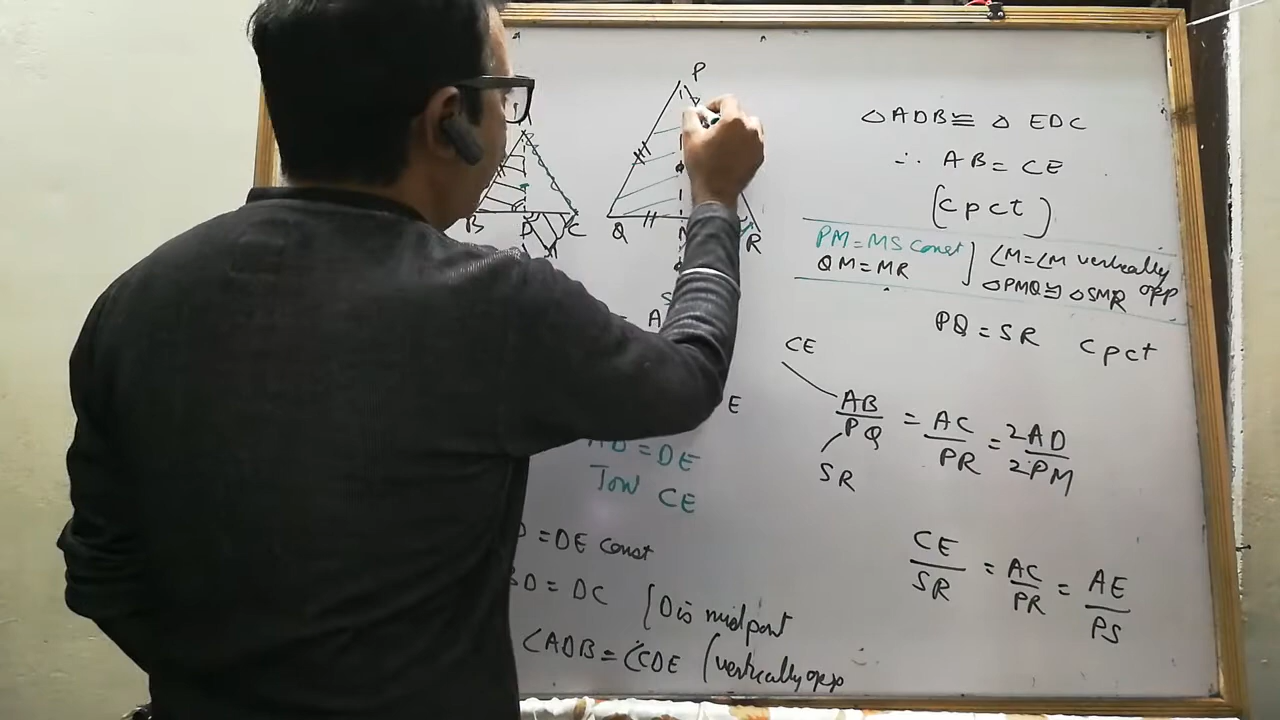 P
B D C
Q M R
S
A
E
AD = DE
Join CE
= DE const
BD = DC [D is midpont
∠ADB = ∠CDE (vertically opp
△ADB ≅ △ EDC
∴ AB = CE
(cpct)
PM = MS const
QM = MR
∠M = ∠M vertically opp
△PMQ ≅ △SMR
PQ = SR cpct
CE
AB/PQ = AC/PR = 2AD/2PM
SR
CE/SR = AC/PR = AE/PS